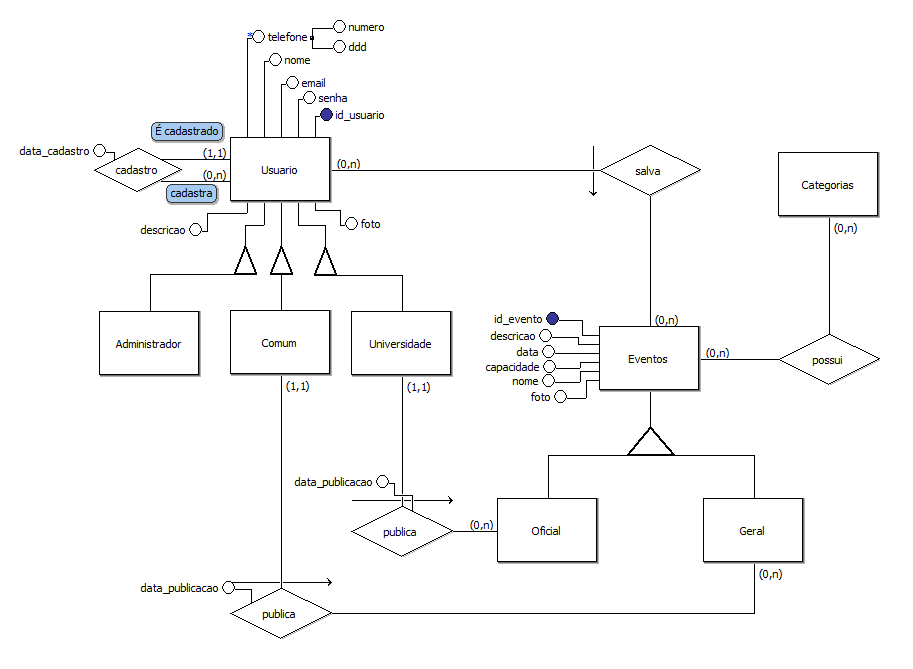 * telefone
numero
ddd
nome
email
senha
id_usuario
É cadastrado
data_cadastro
cadastro
(1,1)
(0,n)
cadastra
Usuario
(0,n)
salva
Categorias
(0,n)
descricao
foto
Administrador
Comum
Universidade
(1,1)
(1,1)
(0,n)
id_evento
descricao
data
capacidade
nome
foto
Eventos
(0,n)
possui
data_publicacao
publica
(0,n)
Oficial
Geral
(0,n)
data_publicacao
publica